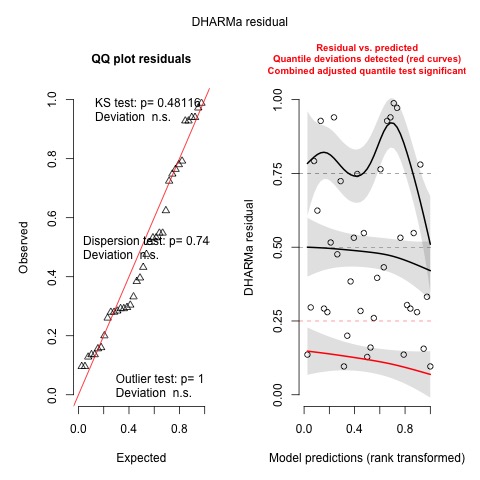 DHARMa residual
QQ plot residuals
KS test: p= 0.48116
Deviation n.s.
Dispersion test: p= 0.74
Deviation n.s.
Outlier test: p= 1
Deviation n.s.
Observed
0.0
0.2
0.4
0.6
0.8
1.0
0.0
0.4
0.8
Expected
Residual vs. predicted
Quantile deviations detected (red curves)
Combined adjusted quantile test significant
DHARMa residual
0.00
0.25
0.50
0.75
1.00
0.0
0.4
0.8
Model predictions (rank transformed)